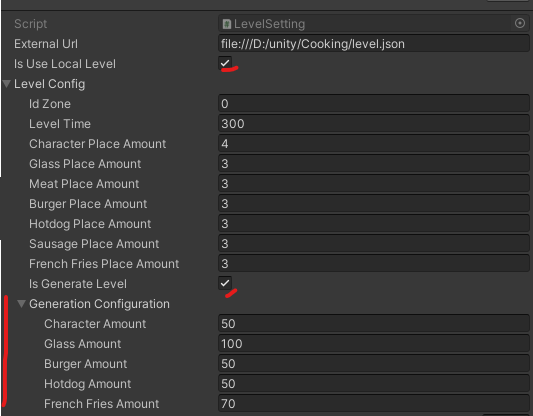 Script LevelSetting
External Url file:///D:/unity/Cooking/level.json
Is Use Local Level
Level Config
Id Zone 0
Level Time 300
Character Place Amount 4
Glass Place Amount 3
Meat Place Amount 3
Burger Place Amount 3
Hotdog Place Amount 3
Sausage Place Amount 3
French Fries Place Amount 3
Is Generate Level
Generation Configuration
Character Amount 50
Glass Amount 100
Burger Amount 50
Hotdog Amount 50
French Fries Amount 70